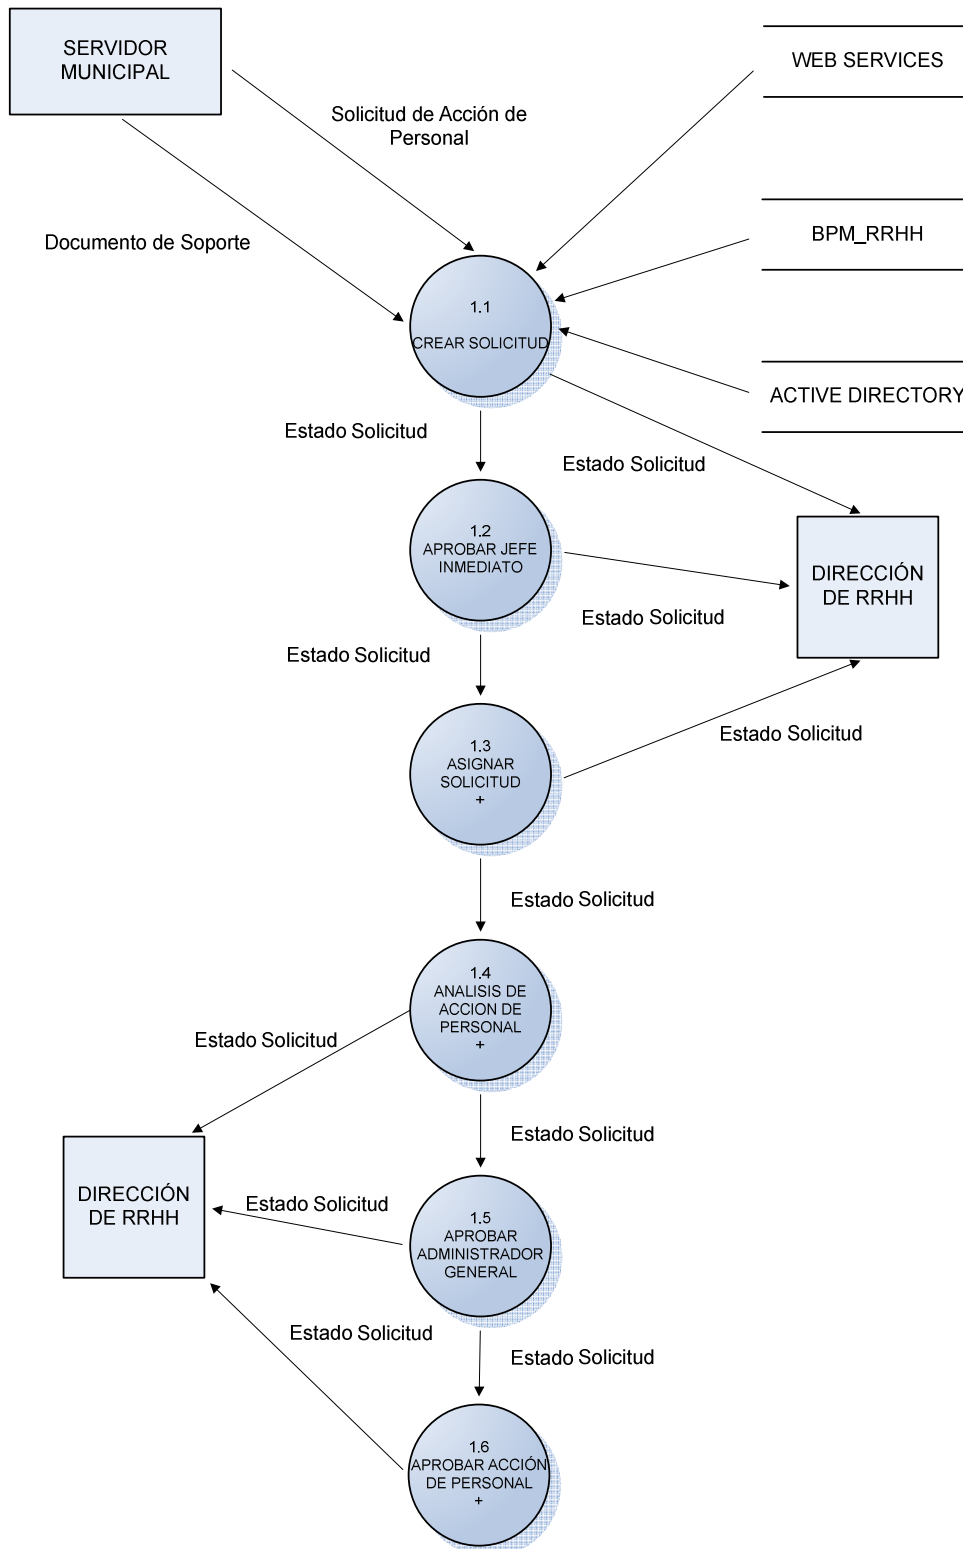 SERVIDOR
MUNICIPAL
WEB SERVICES
Solicitud de Acción de
Personal
BPM_RRHH
Documento de Soporte
1.1
CREAR SOLICITUD
ACTIVE DIRECTORY
Estado Solicitud
Estado Solicitud
1.2
APROBAR JEFE
INMEDIATO
DIRECCIÓN
DE RRHH
Estado Solicitud
Estado Solicitud
1.3
ASIGNAR
SOLICITUD
+
Estado Solicitud
Estado Solicitud
1.4
ANALISIS DE
ACCION DE
PERSONAL
+
Estado Solicitud
Estado Solicitud
DIRECCIÓN
DE RRHH
Estado Solicitud
1.5
APROBAR
ADMINISTRADOR
GENERAL
Estado Solicitud
Estado Solicitud
1.6
APROBAR ACCIÓN
DE PERSONAL
+